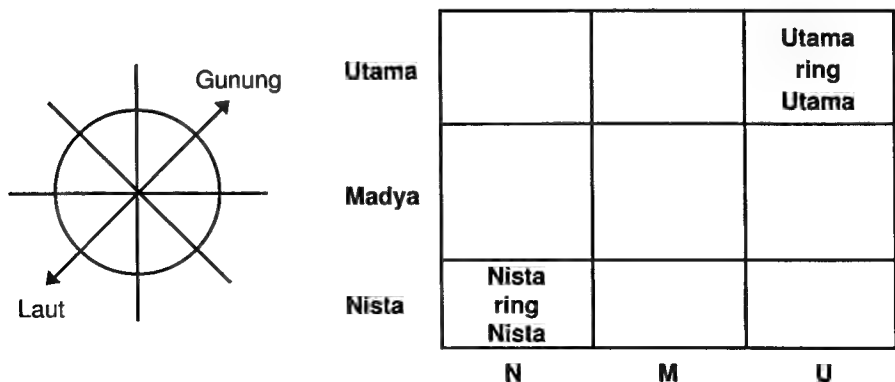 Gunung
Laut
Utama
Utama
ring
Utama
Madya
Nista
Nista
ring
Nista
N M U